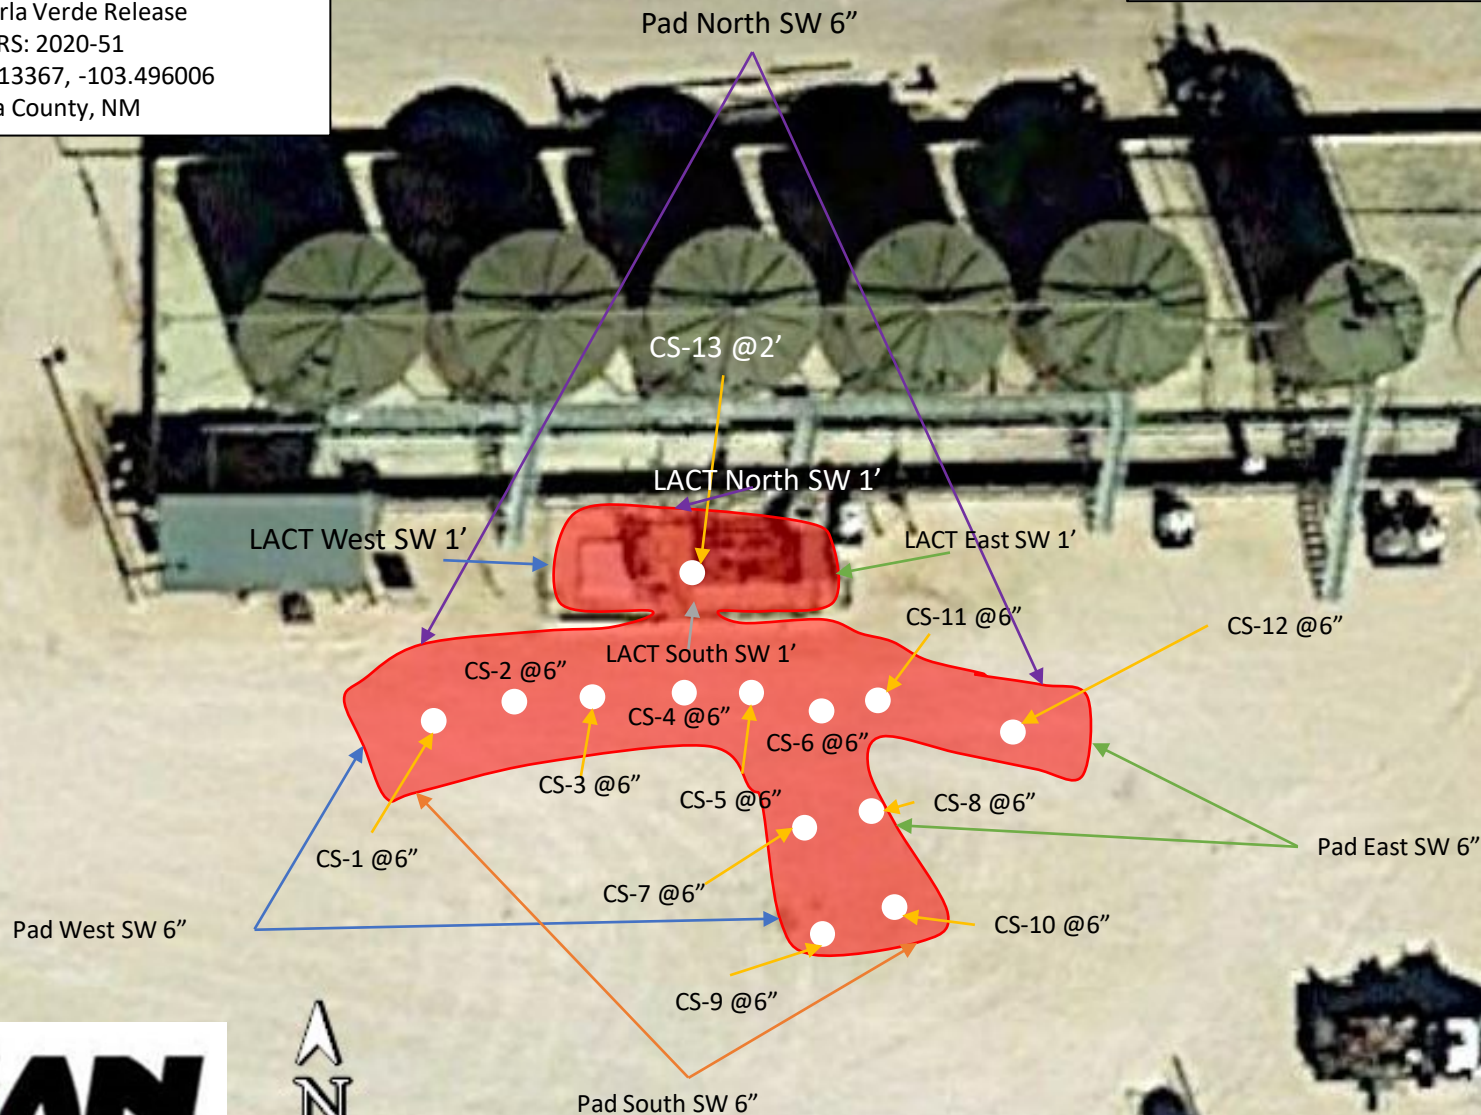 Verde Release
2020-51
-103.496006
County, NM
Pad North SW 6”
CS-13 @2’
LACT North SW 1’
LACT West SW 1’
LACT East SW 1’
CS-11 @6”
CS-12 @6”
LACT South SW 1’
CS-2 @6”
CS-4 @6”
CS-6 @6”
CS-3 @6”
CS-5 @6”
CS-8 @6”
Pad East SW 6”
CS-1 @6”
CS-7 @6”
CS-10 @6”
Pad West SW 6”
CS-9 @6”
N
Pad South SW 6”